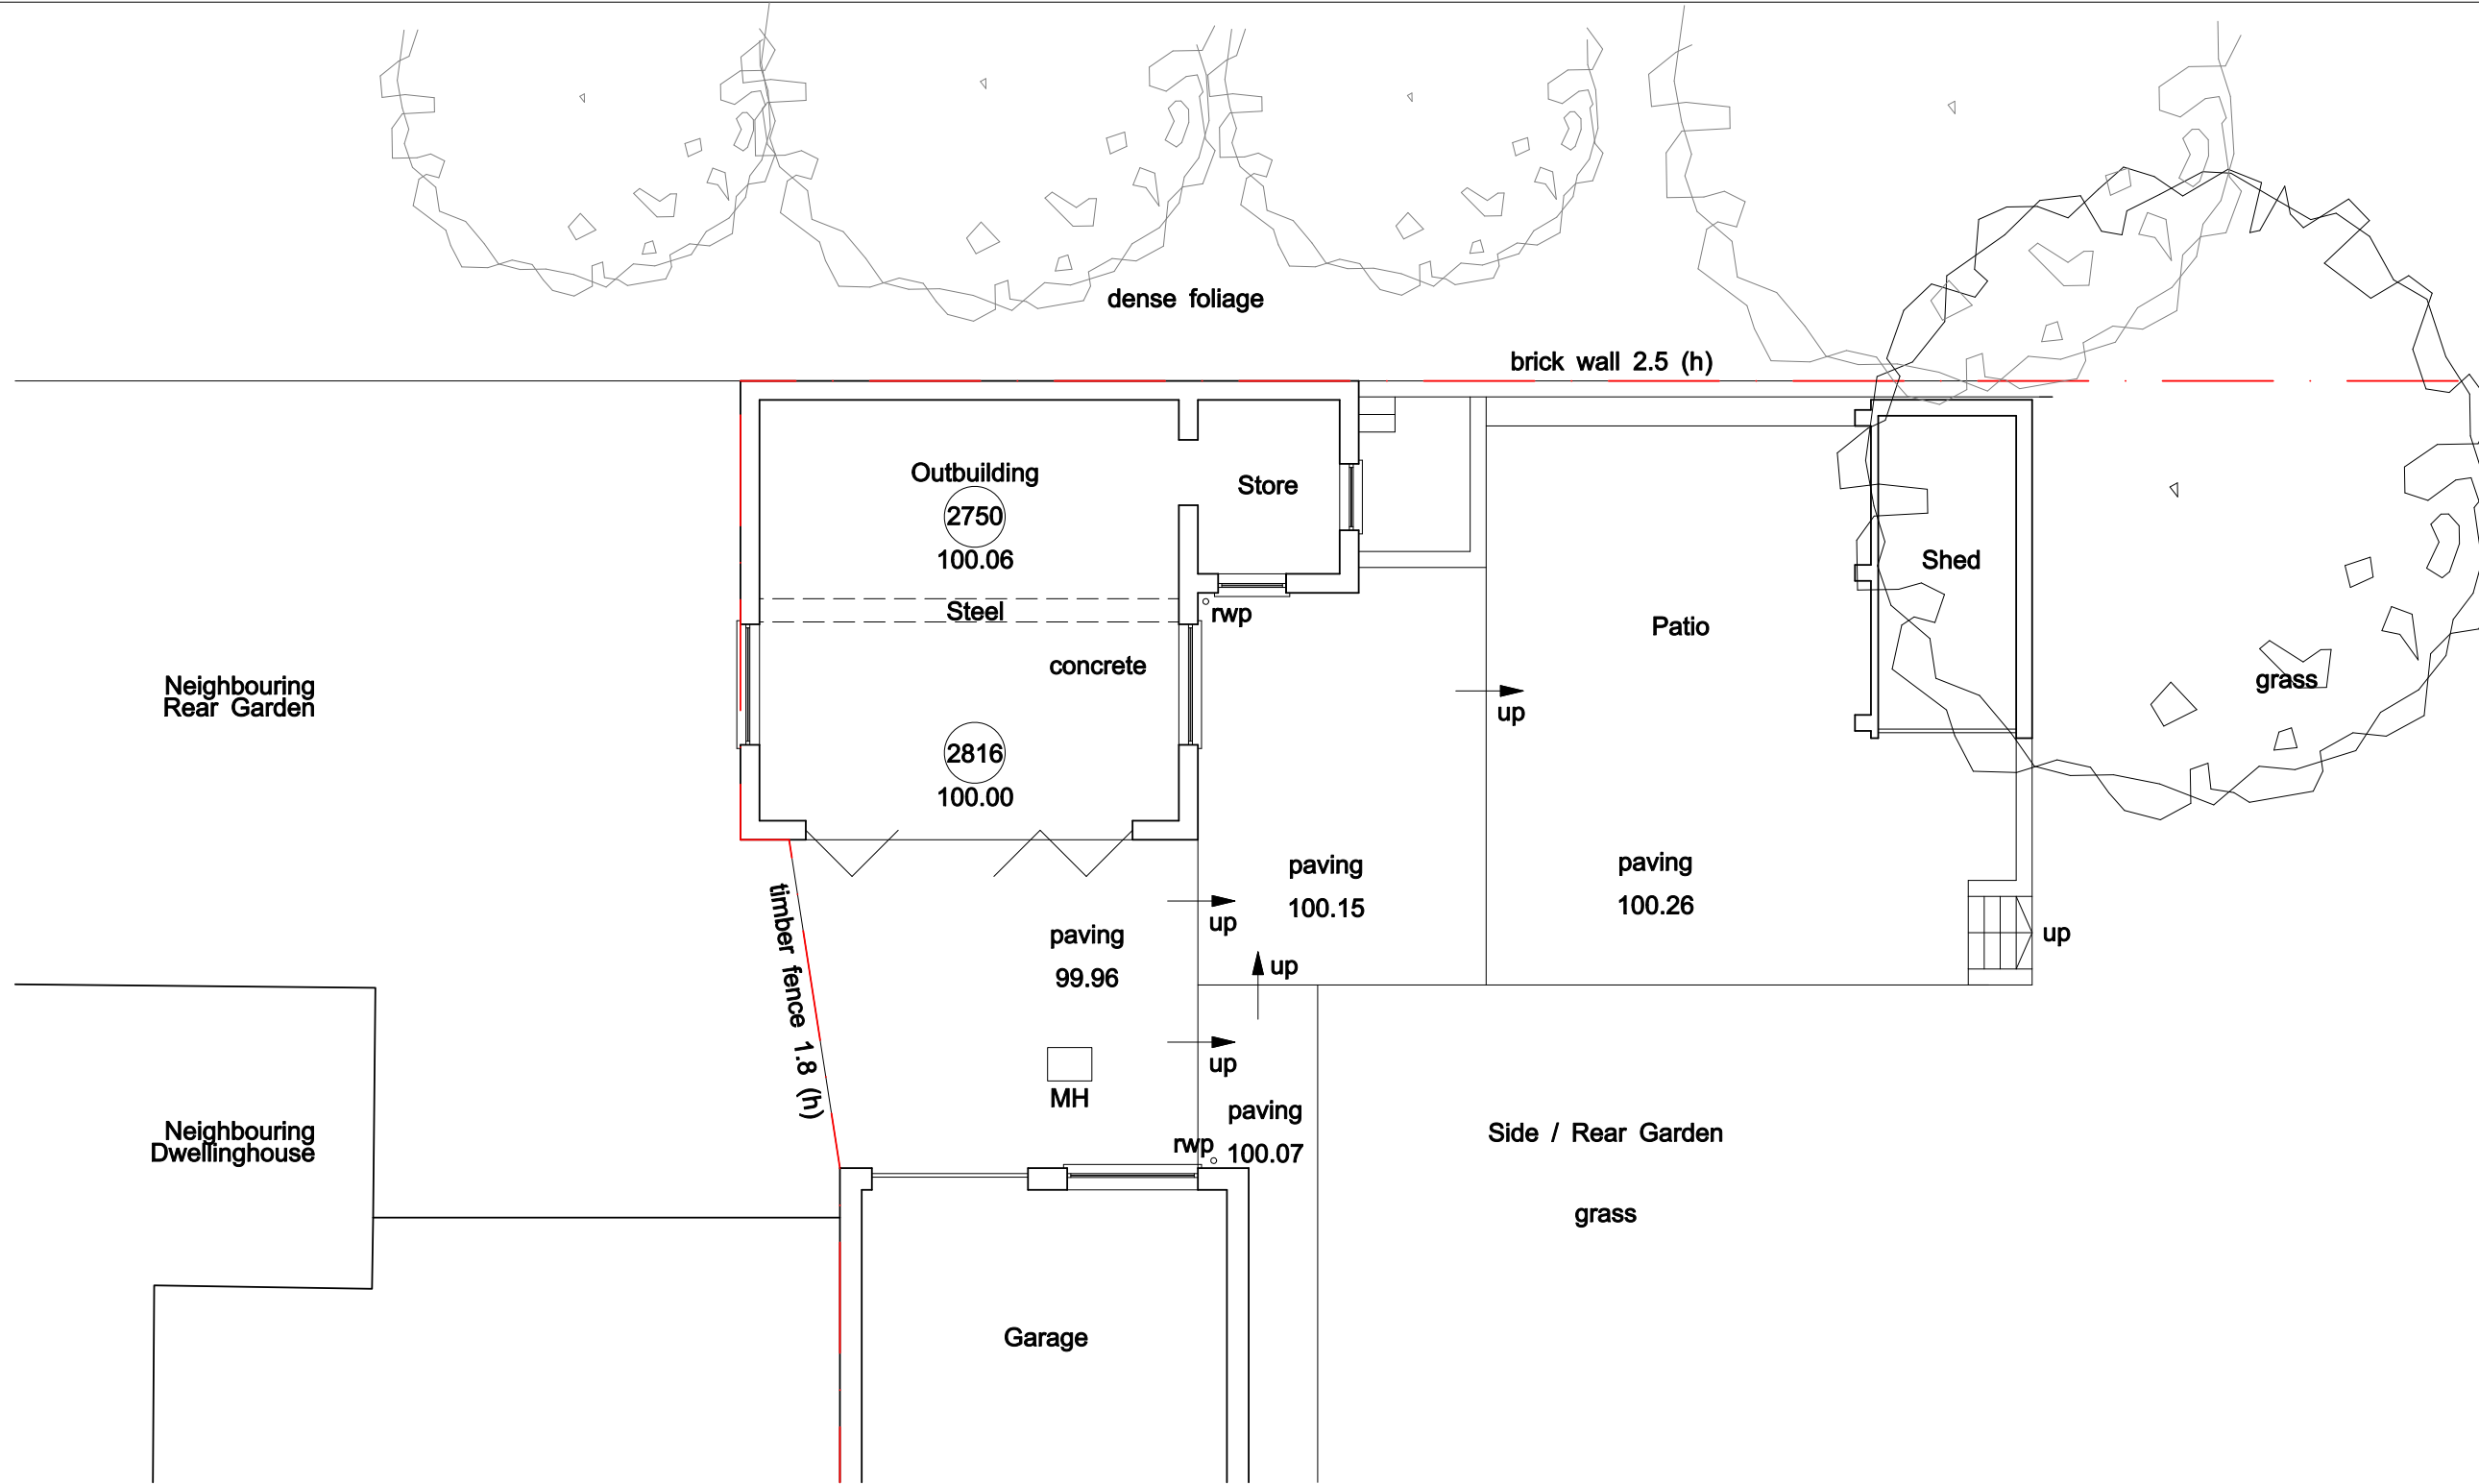 dense foliage
brick wall 2.5 (h)
Outbuilding
2750
100.06
Store
Shed
Steel
rwp
Patio
concrete
Neighbouring
Rear Garden
grass
up
2816
100.00
paving
100.15
paving
100.26
timber fence 1.8 (h)
up
up
paving
99.96
up
up
MH
paving
100.07
rwp
Neighbouring
Dwellinghouse
Side / Rear Garden
grass
Garage